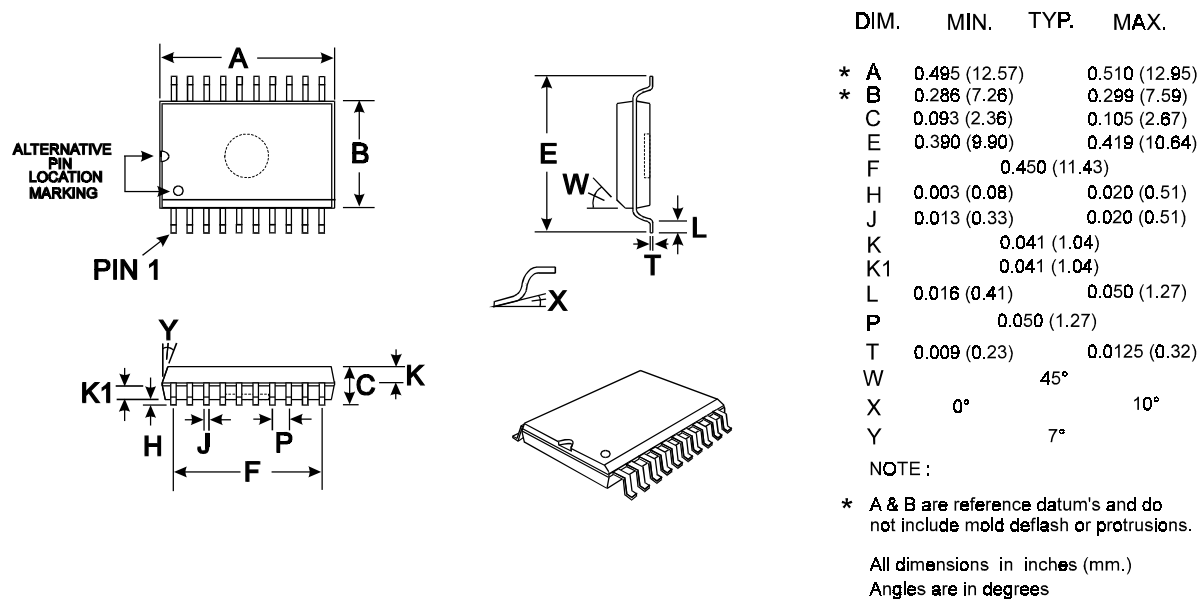 A
B
ALTERNATIVE
PIN
LOCATION
MARKING
PIN 1
E
W
L
T
X
Y
K
C
K1
H
J
P
F
DIM. MIN. TYP. MAX.
* A 0.495 (12.57) 0.510 (12.95)
* B 0.286 (7.26) 0.299 (7.59)
C 0.093 (2.36) 0.105 (2.67)
E 0.390 (9.90) 0.419 (10.64)
F 0.450 (11.43)
H 0.003 (0.08) 0.020 (0.51)
J 0.013 (0.33) 0.020 (0.51)
K 0.041 (1.04)
K1 0.041 (1.04)
L 0.016 (0.41) 0.050 (1.27)
P 0.050 (1.27)
T 0.009 (0.23) 0.0125 (0.32)
W 45°
X 0° 10°
Y 7°
NOTE :
* A & B are reference datum's and do
not include mold deflash or protrusions.
All dimensions in inches (mm.)
Angles are in degrees